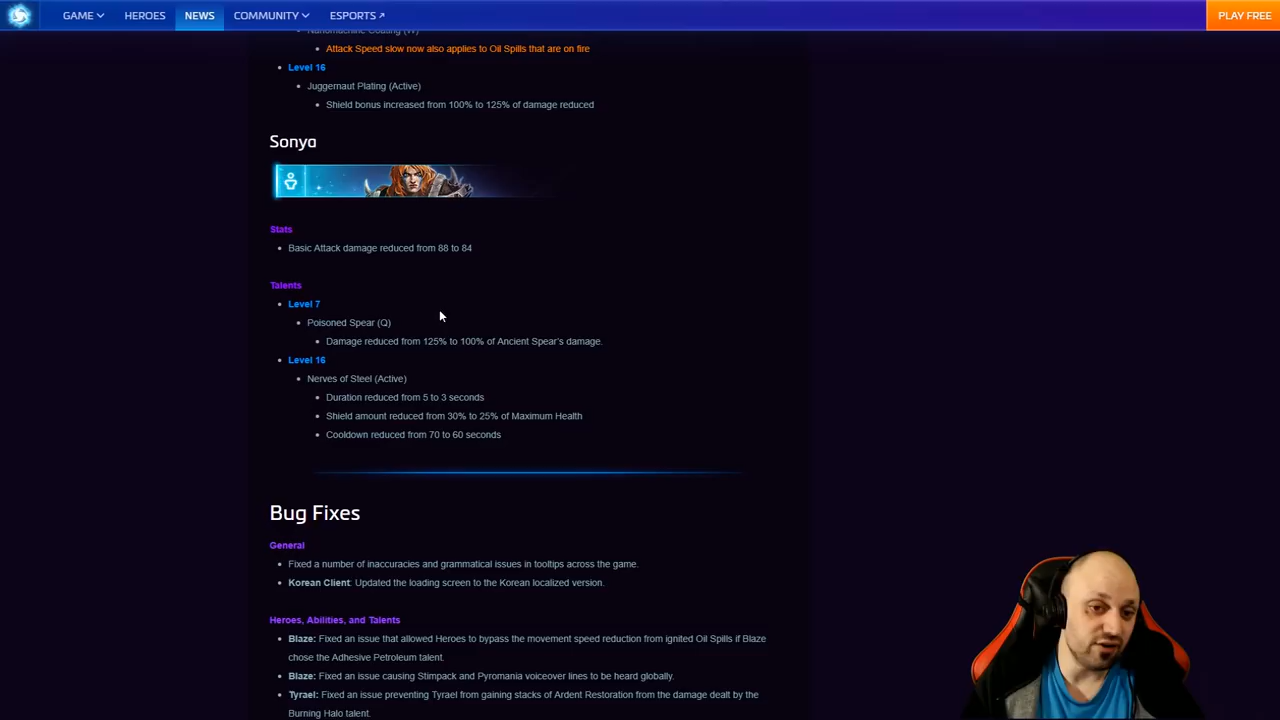 GAME HEROES NEWS COMMUNITY ESPORTS PLAY FREE
Nanomachine Coating (W)
Attack Speed slow now also applies to Oil Spills that are on fire
Level 16
Juggernaut Plating (Active)
Shield bonus increased from 100% to 125% of damage reduced
Sonya
Stats
Basic Attack damage reduced from 88 to 84
Talents
Level 7
Poisoned Spear (Q)
Damage reduced from 125% to 100% of Ancient Spear's damage.
Level 16
Nerves of Steel (Active)
Duration reduced from 5 to 3 seconds
Shield amount reduced from 30% to 25% of Maximum Health
Cooldown reduced from 70 to 60 seconds
Bug Fixes
General
Fixed a number of inaccuracies and grammatical issues in tooltips across the game.
Korean Client: Updated the loading screen to the Korean localized version.
Heroes, Abilities, and Talents
Blaze: Fixed an issue that allowed Heroes to bypass the movement speed reduction from ignited Oil Spills if Blaze
chose the Adhesive Petroleum talent.
Blaze: Fixed an issue causing Stimpack and Pyromania voiceover lines to be heard globally.
Tyrael: Fixed an issue preventing Tyrael from gaining stacks of Ardent Restoration from the damage dealt by the
Burning Halo talent.